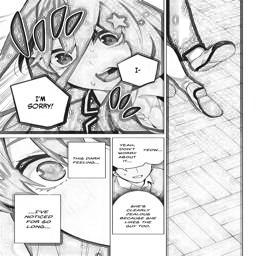 I'M
SORRY!
I-
YEAH,
DON'T
WORRY
ABOUT
IT...
YEOW...
THIS DARK
FEELING...
SHE'S
CLEARLY
JEALOUS
BECAUSE SHE
LIKES THE
GUY TOO.
...I'VE
NOTICED
FOR SO
LONG...